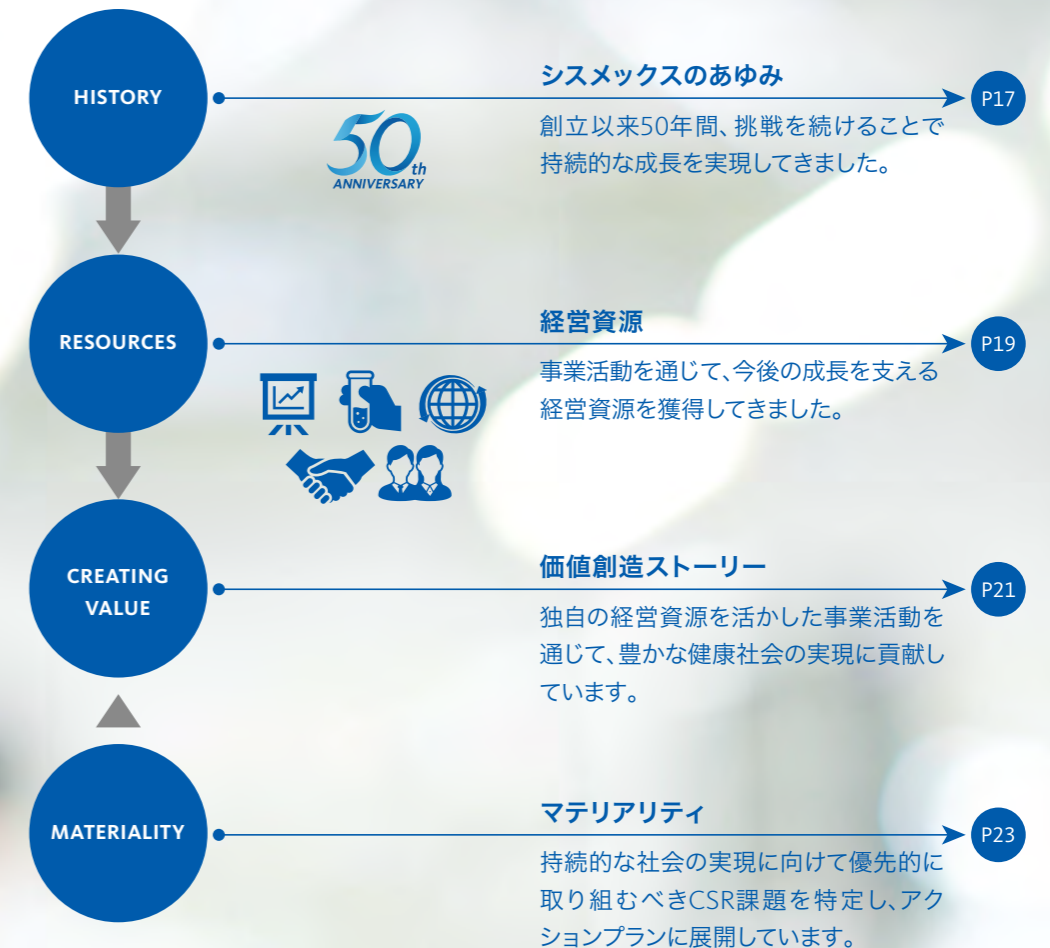 HISTORY
シスメックスのあゆみ
P17
創立以来50年間、挑戦を続けることで
持続的な成長を実現してきました。
50th
ANNIVERSARY
RESOURCES
経営資源
P19
事業活動を通じて、今後の成長を支える
経営資源を獲得してきました。
CREATING
VALUE
価値創造ストーリー
P21
独自の経営資源を活かした事業活動を
通じて、豊かな健康社会の実現に貢献し
ています。
MATERIALITY
マテリアリティ
P23
持続的な社会の実現に向けて優先的に
取り組むべきCSR課題を特定し、アク
ションプランに展開しています。